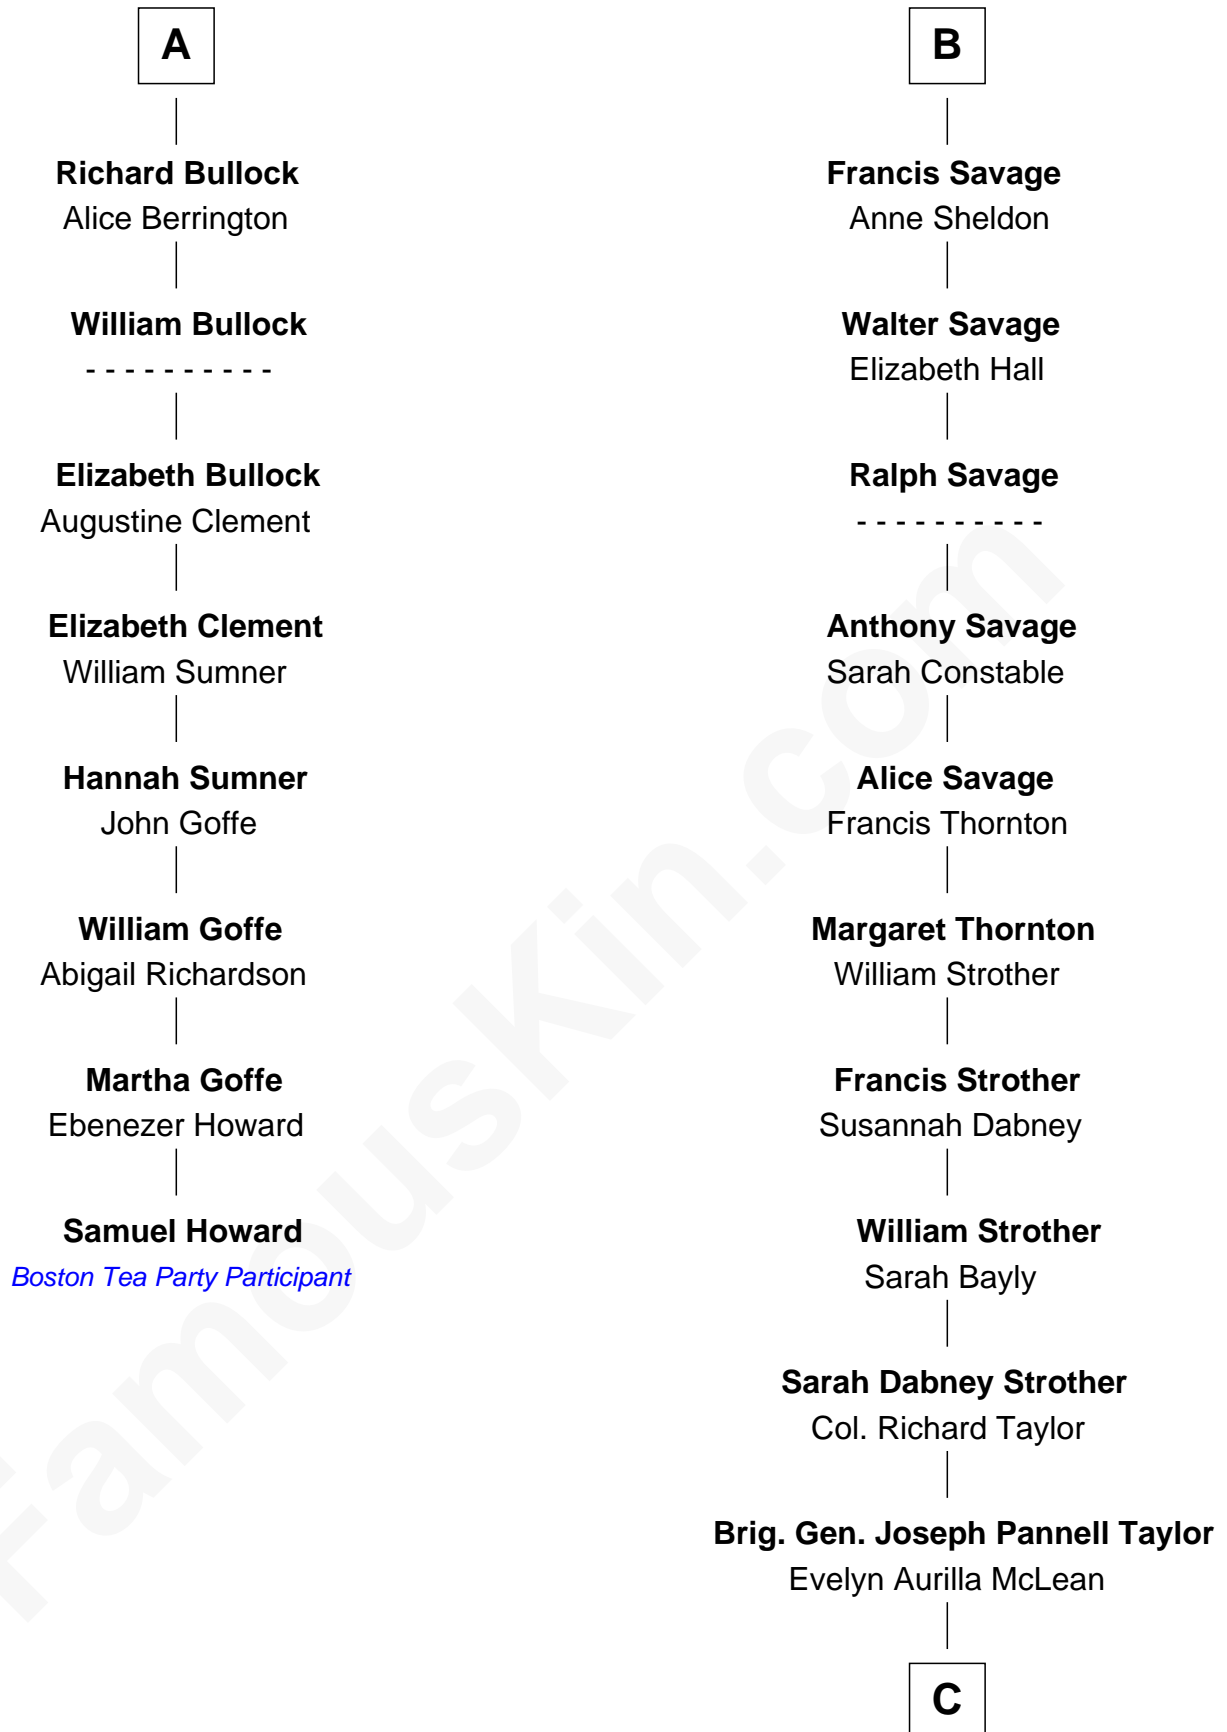 A
Richard Bullock
Alice Berrington
William Bullock
- - - - - - - - - -
Elizabeth Bullock
Augustine Clement
Elizabeth Clement
William Sumner
Hannah Sumner
John Goffe
William Goffe
Abigail Richardson
Martha Goffe
Ebenezer Howard
Samuel Howard
Boston Tea Party Participant
B
Francis Savage
Anne Sheldon
Walter Savage
Elizabeth Hall
Ralph Savage
- - - - - - - - - -
Anthony Savage
Sarah Constable
Alice Savage
Francis Thornton
Margaret Thornton
William Strother
Francis Strother
Susannah Dabney
William Strother
Sarah Bayly
Sarah Dabney Strother
Col. Richard Taylor
Brig. Gen. Joseph Pannell Taylor
Evelyn Aurilla McLean
C
FamousKin.com